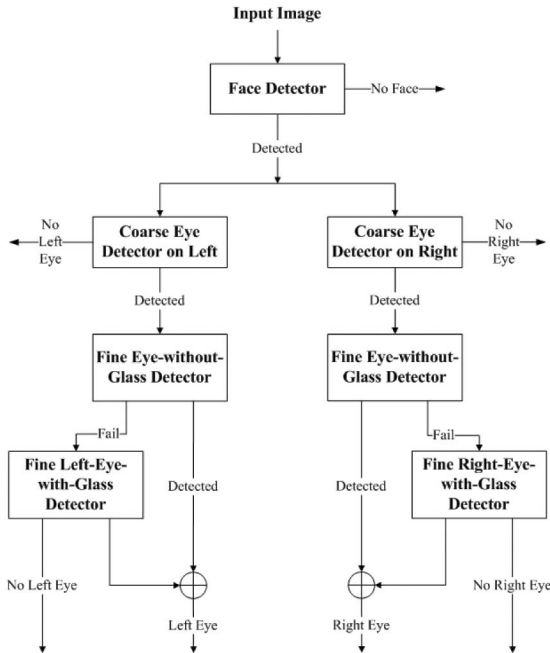 Input Image
Face Detector
No Face
Detected
No
Left
Eye
Coarse Eye
Detector on Left
Coarse Eye
Detector on Right
No
Right
Eye
Detected
Detected
Fine Eye-without-
Glass Detector
Fine Eye-without-
Glass Detector
Fail
Fail
Fine Left-Eye-
with-Glass
Detector
Detected
Detected
Fine Right-Eye-
with-Glass
Detector
No Left Eye
No Right Eye
Left Eye
Right Eye